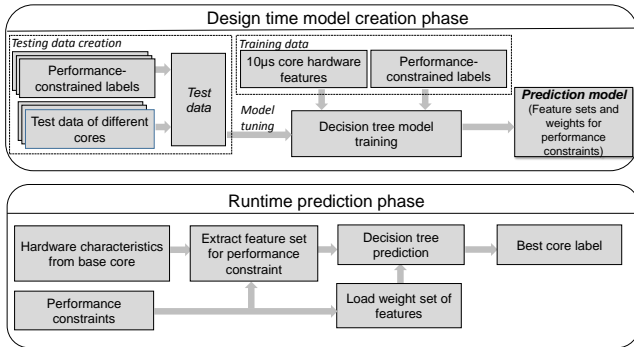 Design time model creation phase
Testing data creation
Performance-
constrained labels
Test data of different
cores
Test
data
Model
tuning
Training data
10µs core hardware
features
Performance-
constrained labels
Decision tree model
training
Prediction model
(Feature sets and
weights for
performance
constraints)
Runtime prediction phase
Hardware characteristics
from base core
Extract feature set
for performance
constraint
Decision tree
prediction
Best core label
Performance
constraints
Load weight set of
features